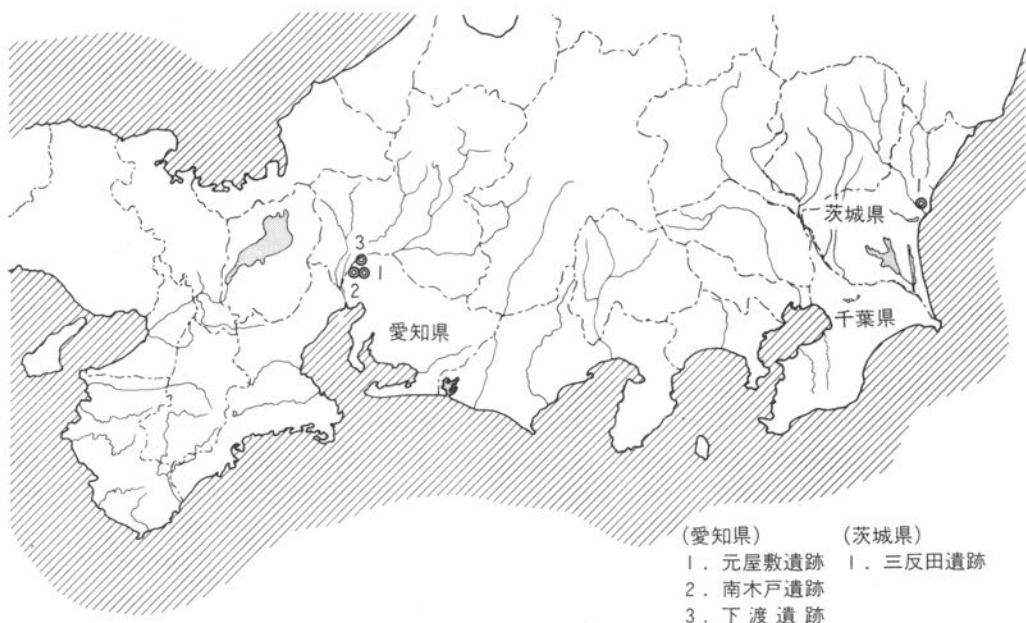 1
茨城県
3
1
2
千葉県
愛知県
(愛知県) (茨城県)
1. 元屋敷遺跡 1. 三反田遺跡
2. 南木戸遺跡
3. 下渡遺跡